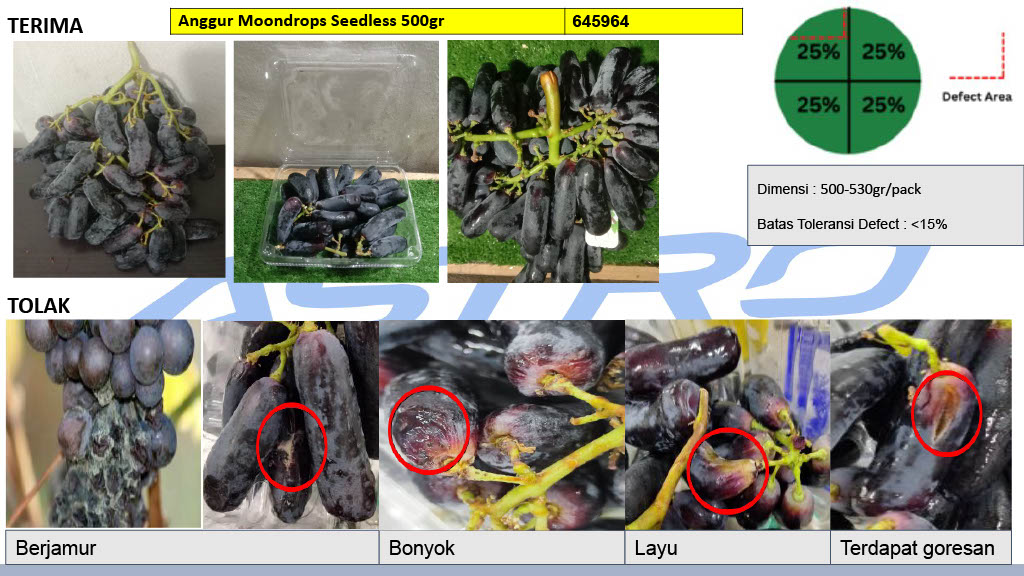 TERIMA
Anggur Moondrops Seedless 500gr 645964
25% 25%
25% 25%
Defect Area
Dimensi : 500-530gr/pack
Batas Toleransi Defect : <15%
ASTRO
TOLAK
Berjamur
Bonyok
Layu
Terdapat goresan